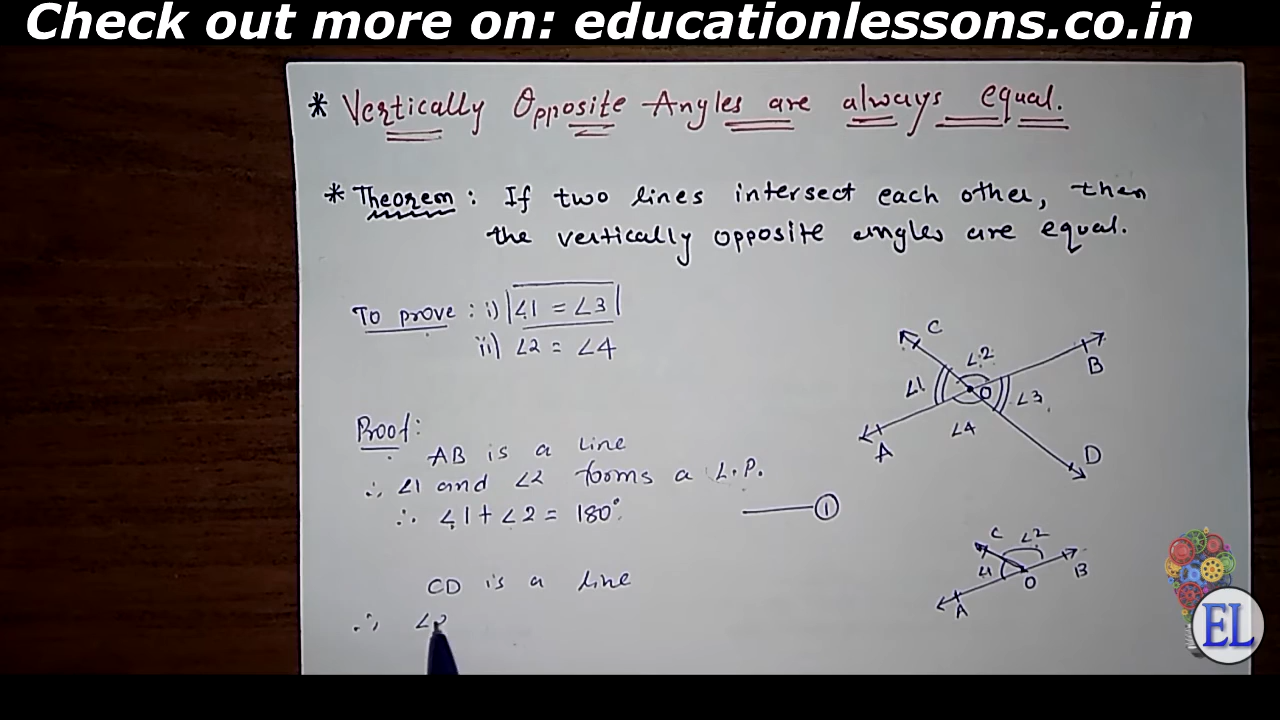 Check out more on: educationlessons.co.in
* Vertically Opposite Angles are always equal.
* Theorem : If two lines intersect each other, then
the vertically opposite angles are equal.
To prove : i) ∠1 = ∠3
ii) ∠2 = ∠4
C
∠2
B
∠1
O
∠3
∠4
A
D
Proof:
AB is a line
∴ ∠1 and ∠2 forms a L.P.
∴ ∠1 + ∠2 = 180° ——— ①
C
∠2
∠1
O
B
A
CD is a line
∴ ∠2
EL